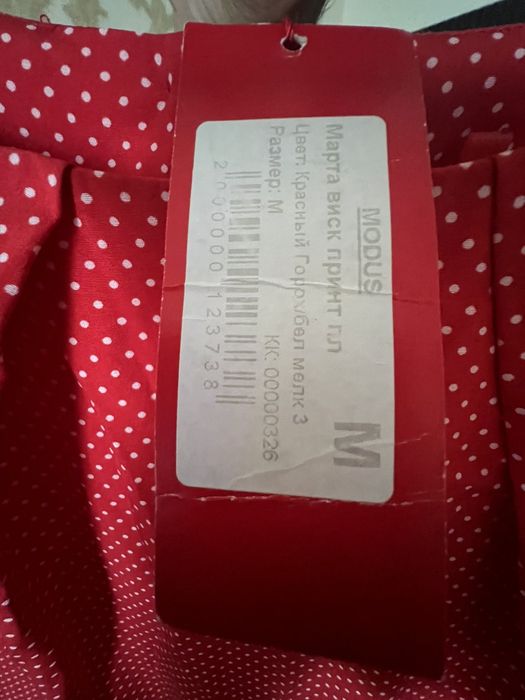 MODUS
M
Марта виск принт гл
Цвет: Красный Горох/бел мелк 3
Размер: M
КК: 00000326
2000000123738